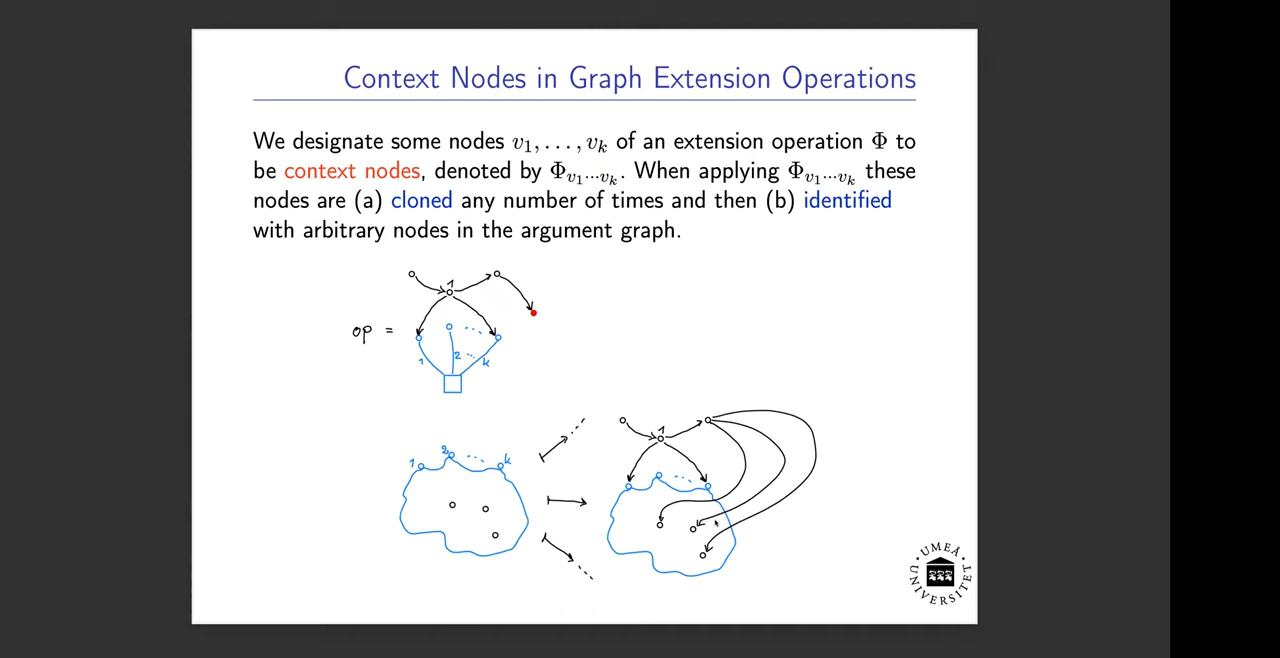 Context Nodes in Graph Extension Operations
We designate some nodes v₁, . . . , vₖ of an extension operation Φ to
be context nodes, denoted by Φᵥ₁...ᵥₖ. When applying Φᵥ₁...ᵥₖ these
nodes are (a) cloned any number of times and then (b) identified
with arbitrary nodes in the argument graph.
1
op =
1 2 ... k
1 2 ... k
1
UMEÅ UNIVERSITET